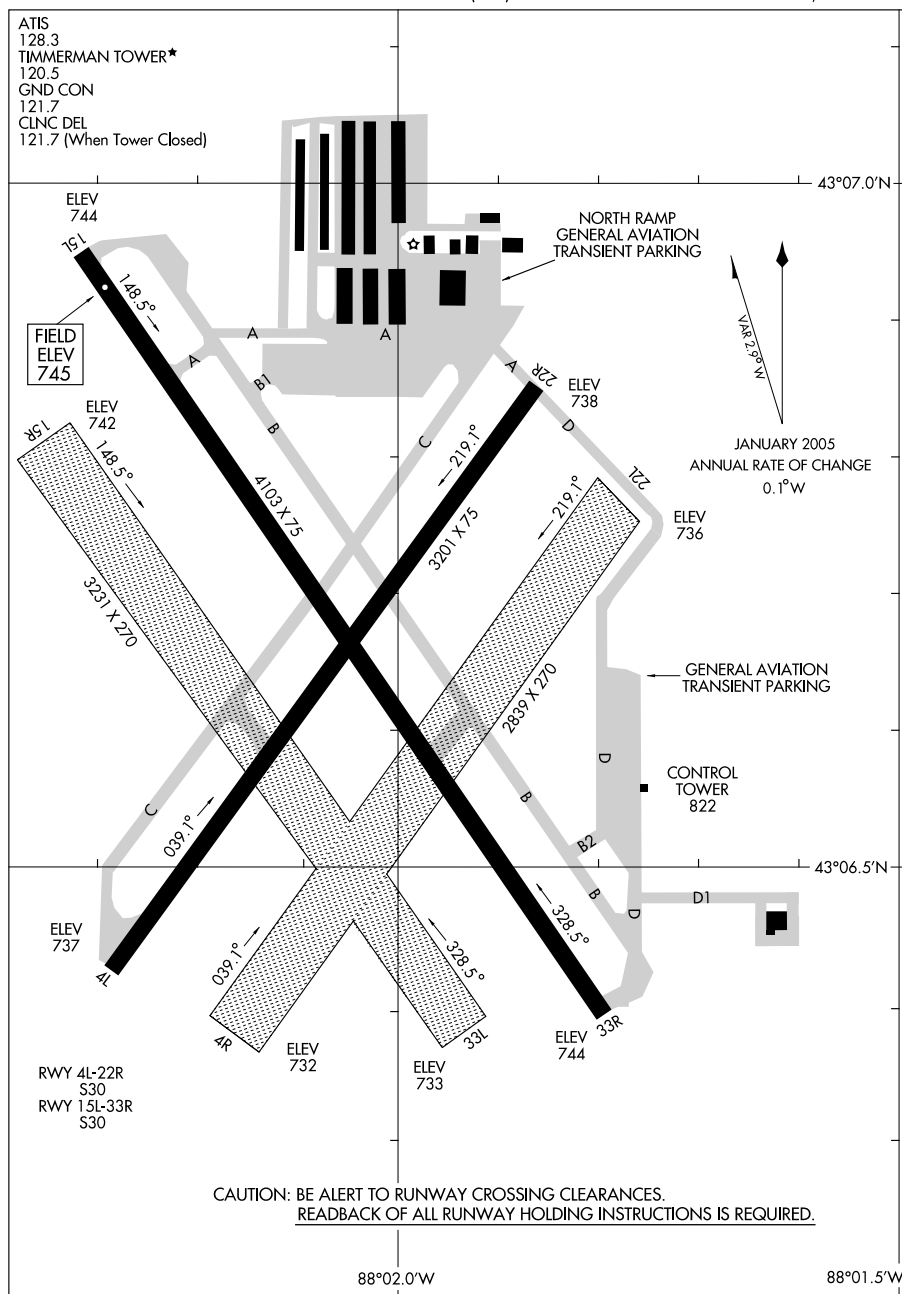 ATIS
128.3
TIMMERMAN TOWER★
120.5
GND CON
121.7
CLNC DEL
121.7 (When Tower Closed)
43°07.0'N
ELEV
744
15L
148.5°
FIELD
ELEV
745
NORTH RAMP
GENERAL AVIATION
TRANSIENT PARKING
VAR 2.9° W
JANUARY 2005
ANNUAL RATE OF CHANGE
0.1°W
A
A
A
A
B1
B
C
D
22R
ELEV
738
ELEV
742
15R
148.5°
219.1°
4103 X 75
3201 X 75
22L
219.1°
ELEV
736
3231 X 270
2839 X 270
GENERAL AVIATION
TRANSIENT PARKING
D
CONTROL
TOWER
822
C
039.1°
B
B2
B
43°06.5'N
D1
D
328.5°
ELEV
737
4L
039.1°
328.5°
4R
ELEV
732
33L
ELEV
733
ELEV
744
33R
RWY 4L-22R
S30
RWY 15L-33R
S30
CAUTION: BE ALERT TO RUNWAY CROSSING CLEARANCES.
READBACK OF ALL RUNWAY HOLDING INSTRUCTIONS IS REQUIRED.
88°02.0'W
88°01.5'W